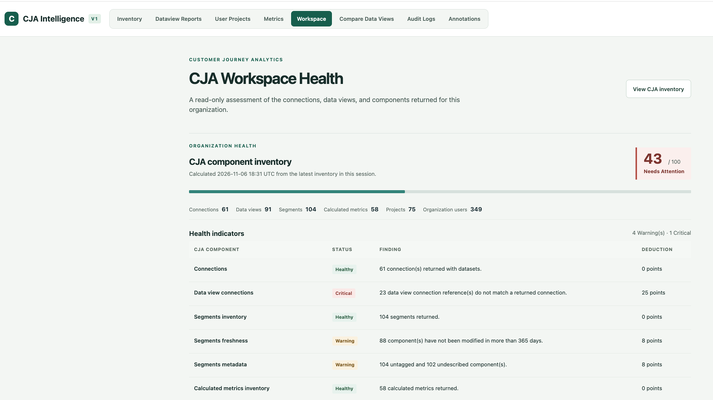 C CJA Intelligence V1 Inventory Dataview Reports User Projects Metrics Workspace Compare Data Views Audit Logs Annotations
CUSTOMER JOURNEY ANALYTICS
CJA Workspace Health
View CJA inventory
A read-only assessment of the connections, data views, and components returned for this
organization.
ORGANIZATION HEALTH
CJA component inventory
43 / 100
Needs Attention
Calculated 2026-11-06 18:31 UTC from the latest inventory in this session.
Connections 61 Data views 91 Segments 104 Calculated metrics 58 Projects 75 Organization users 349
Health indicators 4 Warning(s) · 1 Critical
CJA COMPONENT STATUS FINDING DEDUCTION
Connections Healthy 61 connection(s) returned with datasets. 0 points
Data view connections Critical 23 data view connection reference(s) do not match a returned connection. 25 points
Segments inventory Healthy 104 segments returned. 0 points
Segments freshness Warning 88 component(s) have not been modified in more than 365 days. 8 points
Segments metadata Warning 104 untagged and 102 undescribed component(s). 8 points
Calculated metrics inventory Healthy 58 calculated metrics returned. 0 points